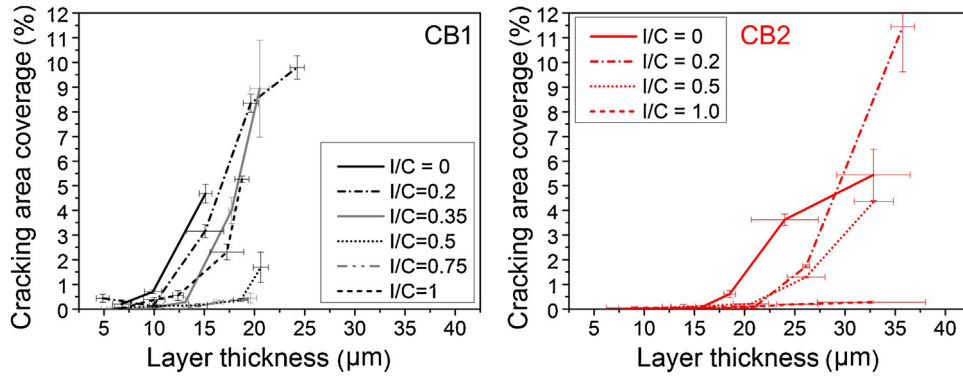 Cracking area coverage (%)
12
11
10
9
8
7
6
5
4
3
2
1
0
CB1
I/C = 0
I/C=0.2
I/C=0.35
I/C=0.5
I/C=0.75
I/C=1
5 10 15 20 25 30 35 40
Layer thickness (μm)
Cracking area coverage (%)
12
11
10
9
8
7
6
5
4
3
2
1
0
CB2
I/C = 0
I/C = 0.2
I/C = 0.5
I/C = 1.0
5 10 15 20 25 30 35 40
Layer thickness (μm)